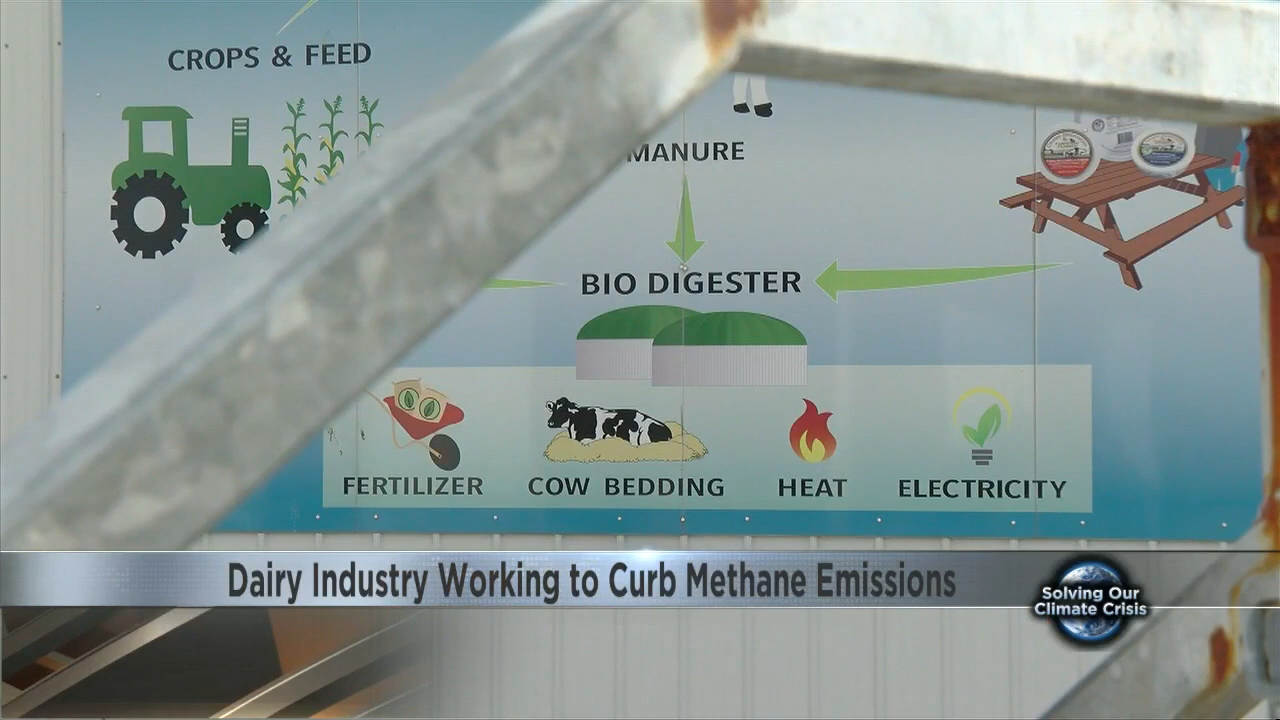 CROPS & FEED
MANURE
BIO DIGESTER
FERTILIZER
COW BEDDING
HEAT
ELECTRICITY
Dairy Industry Working to Curb Methane Emissions
Solving Our
Climate Crisis